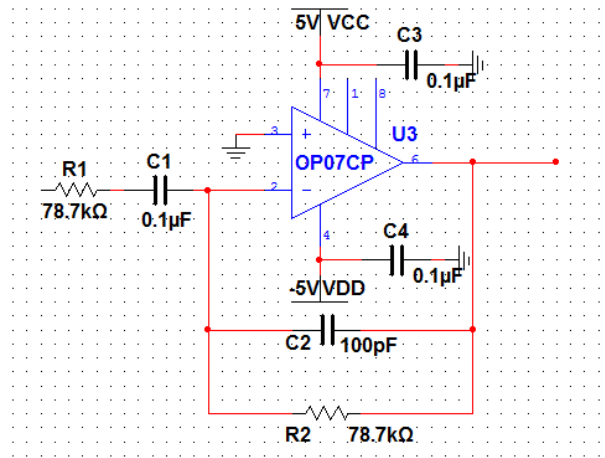 5V VCC
C3
0.1µF
7 1 8
3 + U3
OP07CP 6
R1 C1 2 −
78.7kΩ 0.1µF
4
C4
0.1µF
-5V VDD
C2 100pF
R2 78.7kΩ